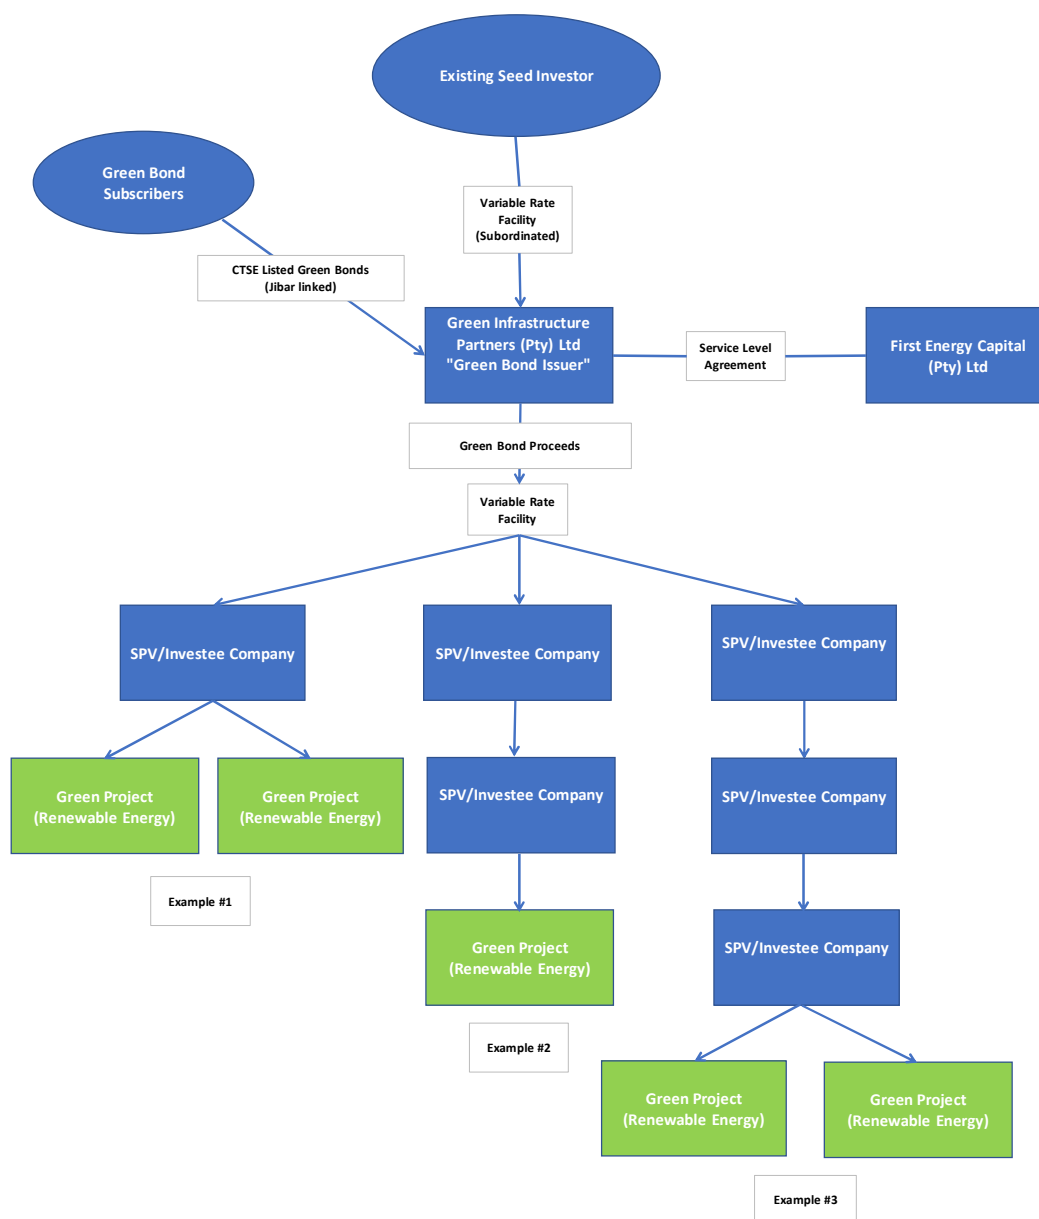 Existing Seed Investor
Green Bond
Subscribers
Variable Rate
Facility
(Subordinated)
CTSE Listed Green Bonds
(Jibar linked)
Green Infrastructure
Partners (Pty) Ltd
"Green Bond Issuer"
Service Level
Agreement
First Energy Capital
(Pty) Ltd
Green Bond Proceeds
Variable Rate
Facility
SPV/Investee Company
SPV/Investee Company
SPV/Investee Company
Green Project
(Renewable Energy)
Green Project
(Renewable Energy)
SPV/Investee Company
SPV/Investee Company
Example #1
Green Project
(Renewable Energy)
SPV/Investee Company
Example #2
Green Project
(Renewable Energy)
Green Project
(Renewable Energy)
Example #3